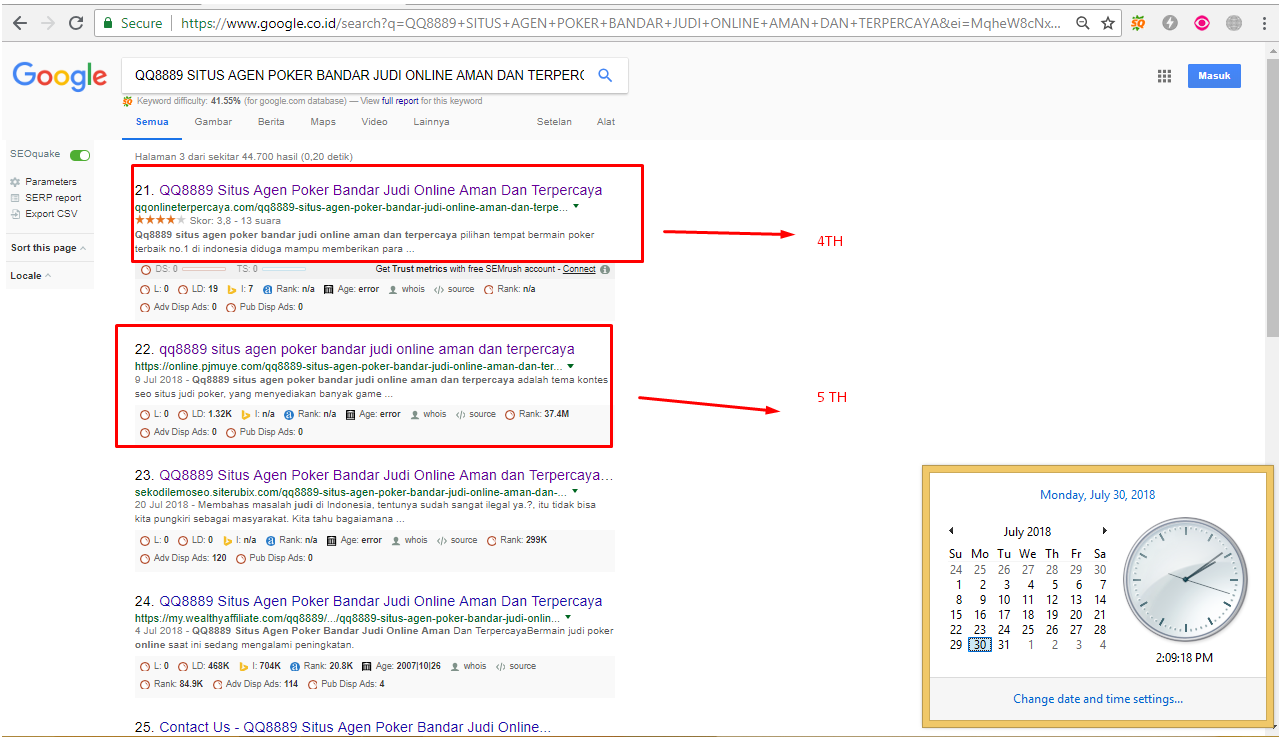 Secure https://www.google.co.id/search?q=QQ8889+SITUS+AGEN+POKER+BANDAR+JUDI+ONLINE+AMAN+DAN+TERPERCAYA&ei=MqheW8cNx...
Google
QQ8889 SITUS AGEN POKER BANDAR JUDI ONLINE AMAN DAN TERPERC
Masuk
Keyword difficulty: 41.55% (for google.com database) — View full report for this keyword
Semua Gambar Berita Maps Video Lainnya Setelan Alat
SEOquake
Parameters
SERP report
Export CSV
Sort this page
Locale
Halaman 3 dari sekitar 44.700 hasil (0,20 detik)
21. QQ8889 Situs Agen Poker Bandar Judi Online Aman Dan Terpercaya
qqonlineterpercaya.com/qq8889-situs-agen-poker-bandar-judi-online-aman-dan-terpe...
Skor: 3,8 - 13 suara
QQ8889 situs agen poker bandar judi online aman dan terpercaya pilihan tempat bermain poker
terbaik no.1 di indonesia diduga mampu memberikan para ...
4TH
DS: 0 TS: 0 Get Trust metrics with free SEMrush account - Connect
L: 0 LD: 19 I: 7 Rank: n/a Age: error whois source Rank: n/a
Adv Disp Ads: 0 Pub Disp Ads: 0
22. qq8889 situs agen poker bandar judi online aman dan terpercaya
https://online.pjmuye.com/qq8889-situs-agen-poker-bandar-judi-online-aman-dan-ter...
9 Jul 2018 - QQ8889 situs agen poker bandar judi online aman dan terpercaya adalah tema kontes
seo situs judi poker, yang menyediakan banyak game ...
5 TH
L: 0 LD: 1.32K I: n/a Rank: n/a Age: error whois source Rank: 37.4M
Adv Disp Ads: 0 Pub Disp Ads: 0
23. QQ8889 Situs Agen Poker Bandar Judi Online Aman dan Terpercaya...
sekodilemoseo.siterubix.com/qq8889-situs-agen-poker-bandar-judi-online-aman-dan-...
20 Jul 2018 - Membahas masalah judi di Indonesia, tentunya sudah sangat ilegal ya.?, itu tidak bisa
kita pungkiri sebagai masyarakat. Kita tahu bagaiamana ...
L: 0 LD: 0 I: n/a Rank: n/a Age: error whois source Rank: 299K
Adv Disp Ads: 120 Pub Disp Ads: 0
24. QQ8889 Situs Agen Poker Bandar Judi Online Aman Dan Terpercaya
https://my.wealthyaffiliate.com/qq8889/.../qq8889-situs-agen-poker-bandar-judi-onlin...
4 Jul 2018 - QQ8889 Situs Agen Poker Bandar Judi Online Aman Dan TerpercayaBermain judi poker
online saat ini sedang mengalami peningkatan.
L: 0 LD: 468K I: 704K Rank: 20.8K Age: 2007|10|26 whois source
Rank: 84.9K Adv Disp Ads: 114 Pub Disp Ads: 4
25. Contact Us - QQ8889 Situs Agen Poker Bandar Judi Online...
Monday, July 30, 2018
July 2018
Su Mo Tu We Th Fr Sa
24 25 26 27 28 29 30
1 2 3 4 5 6 7
8 9 10 11 12 13 14
15 16 17 18 19 20 21
22 23 24 25 26 27 28
29 30 31 1 2 3 4
2:09:18 PM
Change date and time settings...